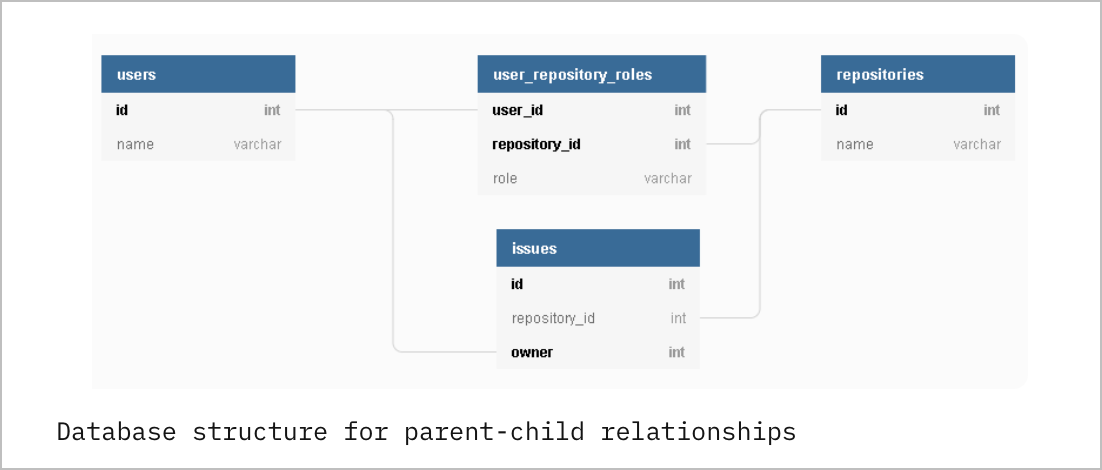 users
id int
name varchar
user_repository_roles
user_id int
repository_id int
role varchar
repositories
id int
name varchar
issues
id int
repository_id int
owner int
Database structure for parent-child relationships